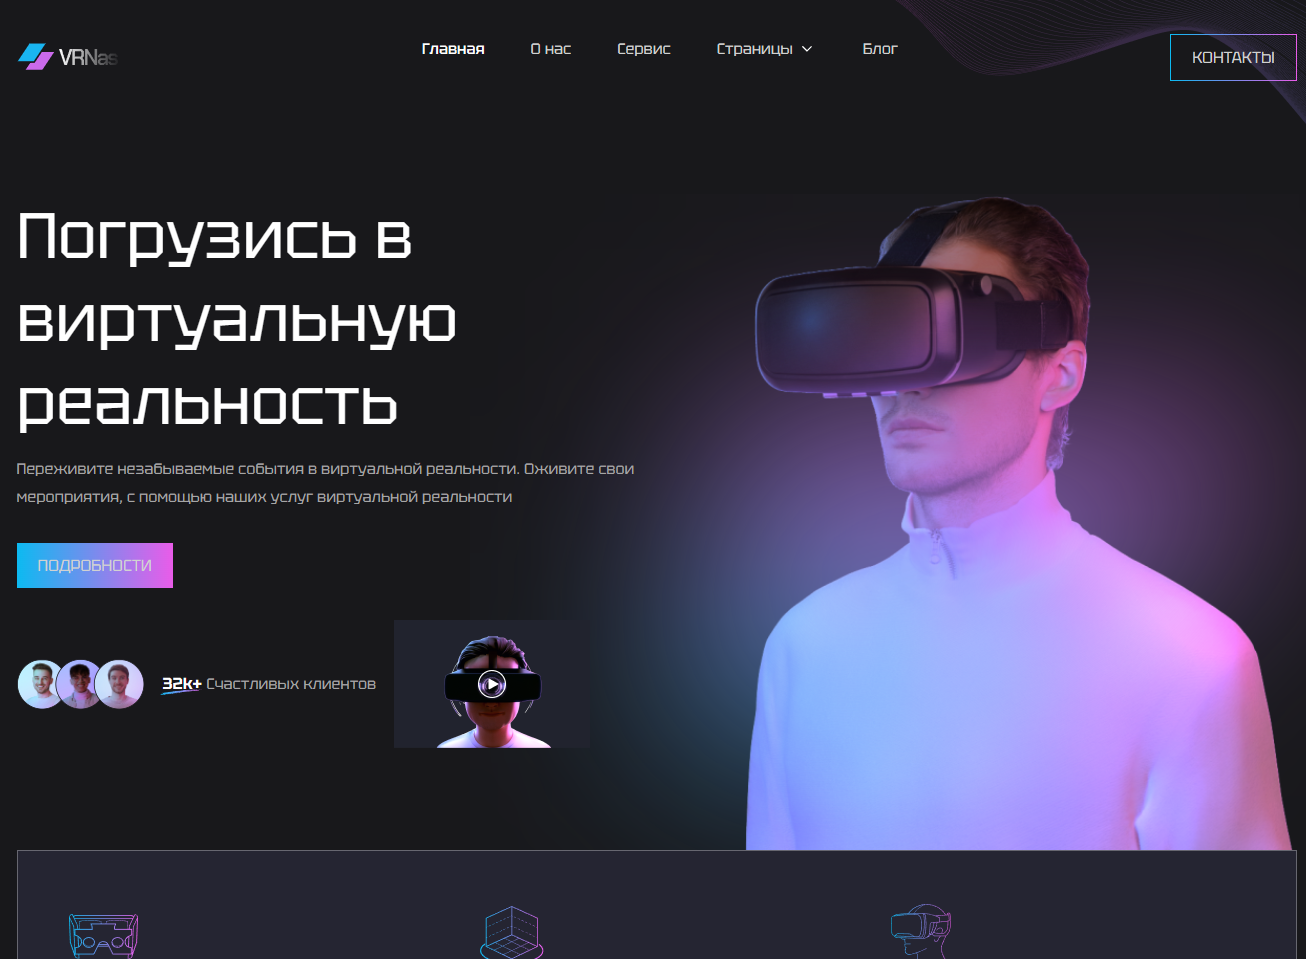 VRNas
Главная
О нас
Сервис
Страницы
Блог
КОНТАКТЫ
Погрузись в
виртуальную
реальность
Переживите незабываемые события в виртуальной реальности. Оживите свои
мероприятия, с помощью наших услуг виртуальной реальности
ПОДРОБНОСТИ
32k+ Счастливых клиентов